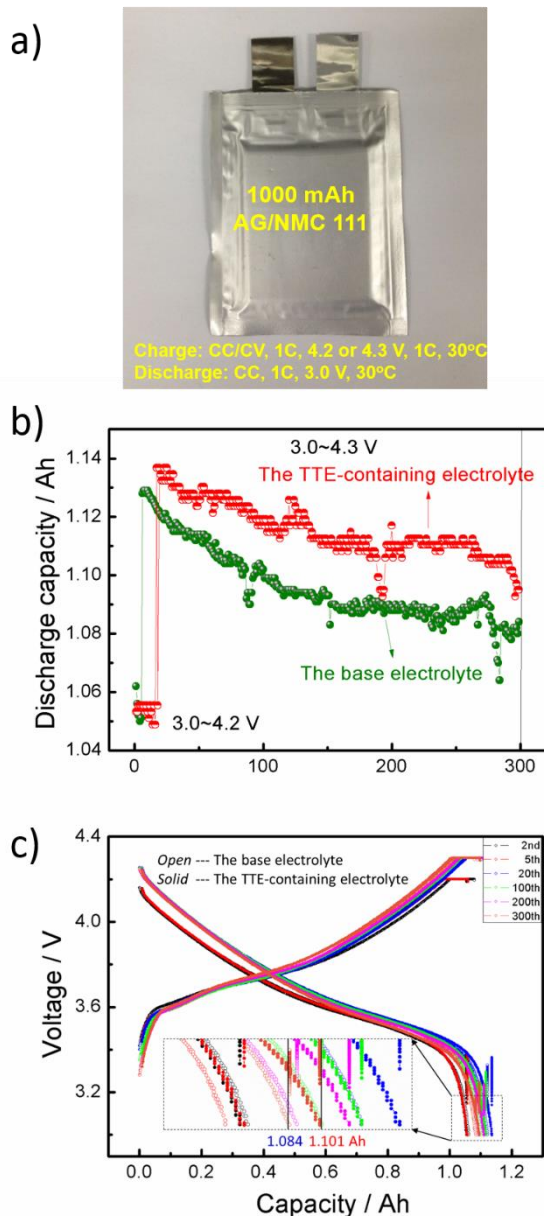 a)
1000 mAh
AG/NMC 111
Charge: CC/CV, 1C, 4.2 or 4.3 V, 1C, 30°C
Discharge: CC, 1C, 3.0 V, 30°C
b)
Discharge capacity / Ah
1.14
1.12
1.10
1.08
1.06
1.04
3.0~4.3 V
The TTE-containing electrolyte
The base electrolyte
3.0~4.2 V
0
100
200
300
c)
Voltage / V
4.4
4.0
3.6
3.2
Open --- The base electrolyte
Solid --- The TTE-containing electrolyte
2nd
5th
20th
100th
200th
300th
1.084
1.101 Ah
0.0
0.2
0.4
0.6
0.8
1.0
1.2
Capacity / Ah